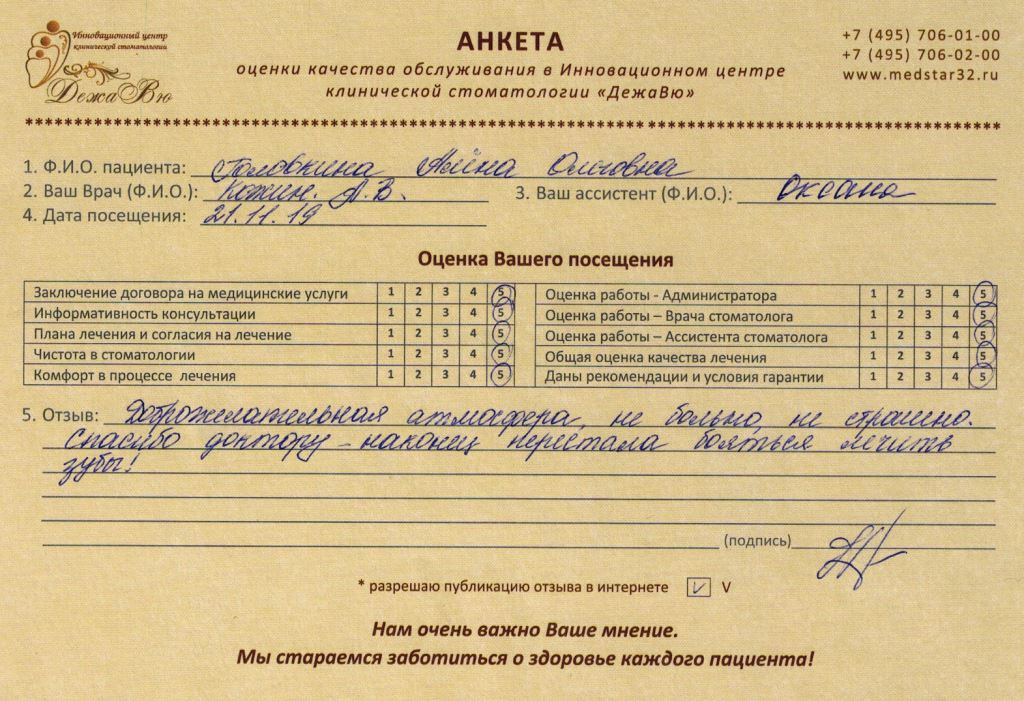 Инновационный центр
клинической стоматологии
ДежаВю
АНКЕТА
оценки качества обслуживания в Инновационном центре
клинической стоматологии «ДежаВю»
+7 (495) 706-01-00
+7 (495) 706-02-00
www.medstar32.ru
1. Ф.И.О. пациента: Головкина Ольговна
2. Ваш Врач (Ф.И.О.): Кожин. А.В. 3. Ваш ассистент (Ф.И.О.): Оксана
4. Дата посещения: 21.11.19
Оценка Вашего посещения
Заключение договора на медицинские услуги 1 2 3 4 5
Информативность консультации 1 2 3 4 5
Плана лечения и согласия на лечение 1 2 3 4 5
Чистота в стоматологии 1 2 3 4 5
Комфорт в процессе лечения 1 2 3 4 5
Оценка работы - Администратора 1 2 3 4 5
Оценка работы – Врача стоматолога 1 2 3 4 5
Оценка работы – Ассистента стоматолога 1 2 3 4 5
Общая оценка качества лечения 1 2 3 4 5
Даны рекомендации и условия гарантии 1 2 3 4 5
5. Отзыв: Доброжелательная атмосфера, не больно, не страшно.
Спасибо доктору – наконец перестала бояться лечить
зубы!
(подпись)
* разрешаю публикацию отзыва в интернете V V
Нам очень важно Ваше мнение.
Мы стараемся заботиться о здоровье каждого пациента!